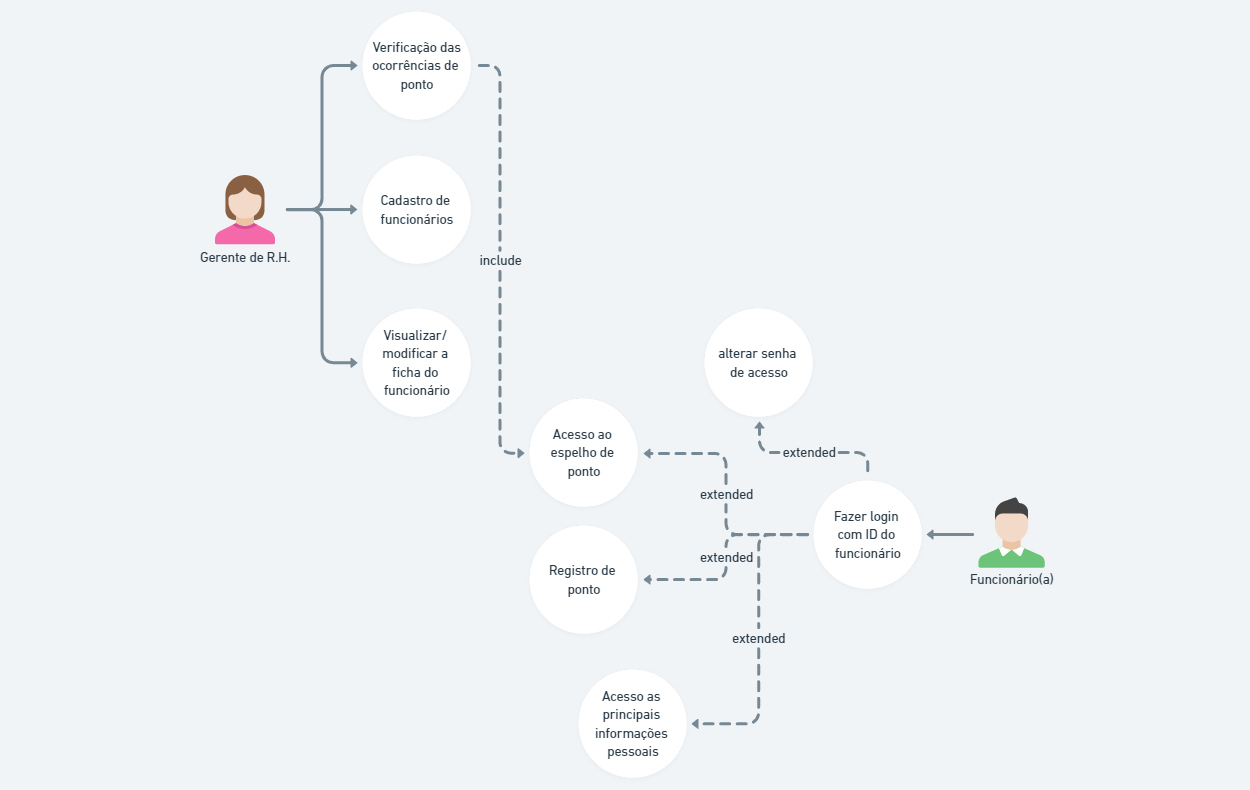 Verificação das
ocorrências de
ponto
Cadastro de
funcionários
Gerente de R.H.
include
Visualizar/
modificar a
ficha do
funcionário
alterar senha
de acesso
Acesso ao
espelho de
ponto
extended
extended
Fazer login
com ID do
funcionário
extended
Registro de
ponto
Funcionário(a)
extended
Acesso as
principais
informações
pessoais